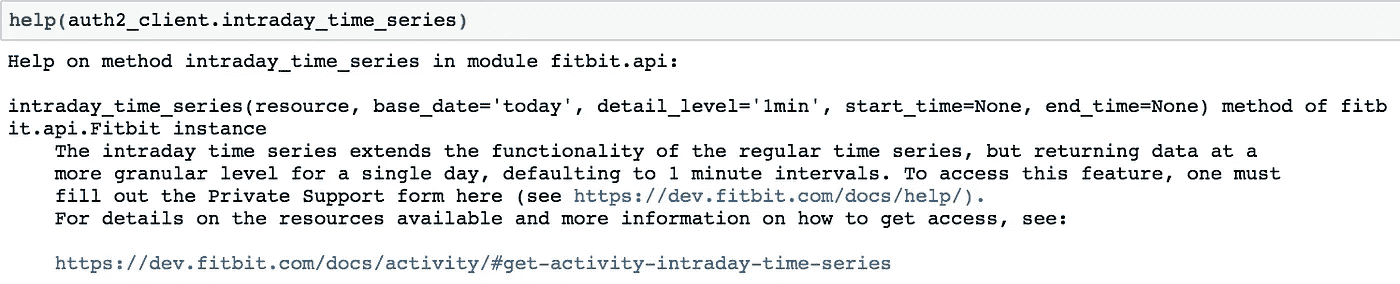 help(auth2_client.intraday_time_series)
Help on method intraday_time_series in module fitbit.api:
intraday_time_series(resource, base_date='today', detail_level='1min', start_time=None, end_time=None) method of fitb
it.api.Fitbit instance
The intraday time series extends the functionality of the regular time series, but returning data at a
more granular level for a single day, defaulting to 1 minute intervals. To access this feature, one must
fill out the Private Support form here (see https://dev.fitbit.com/docs/help/).
For details on the resources available and more information on how to get access, see:
https://dev.fitbit.com/docs/activity/#get-activity-intraday-time-series